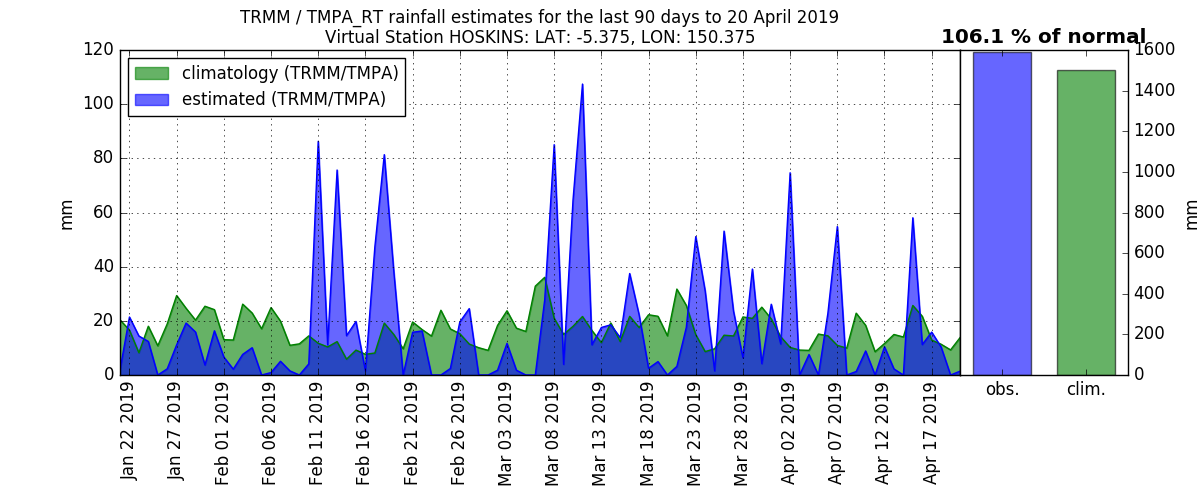 TRMM / TMPA_RT rainfall estimates for the last 90 days to 20 April 2019
Virtual Station HOSKINS: LAT: -5.375, LON: 150.375
106.1 % of normal
climatology (TRMM/TMPA)
estimated (TRMM/TMPA)
120
100
80
60
40
20
0
mm
Jan 22 2019
Jan 27 2019
Feb 01 2019
Feb 06 2019
Feb 11 2019
Feb 16 2019
Feb 21 2019
Feb 26 2019
Mar 03 2019
Mar 08 2019
Mar 13 2019
Mar 18 2019
Mar 23 2019
Mar 28 2019
Apr 02 2019
Apr 07 2019
Apr 12 2019
Apr 17 2019
obs.
clim.
1600
1400
1200
1000
800
600
400
200
0
mm